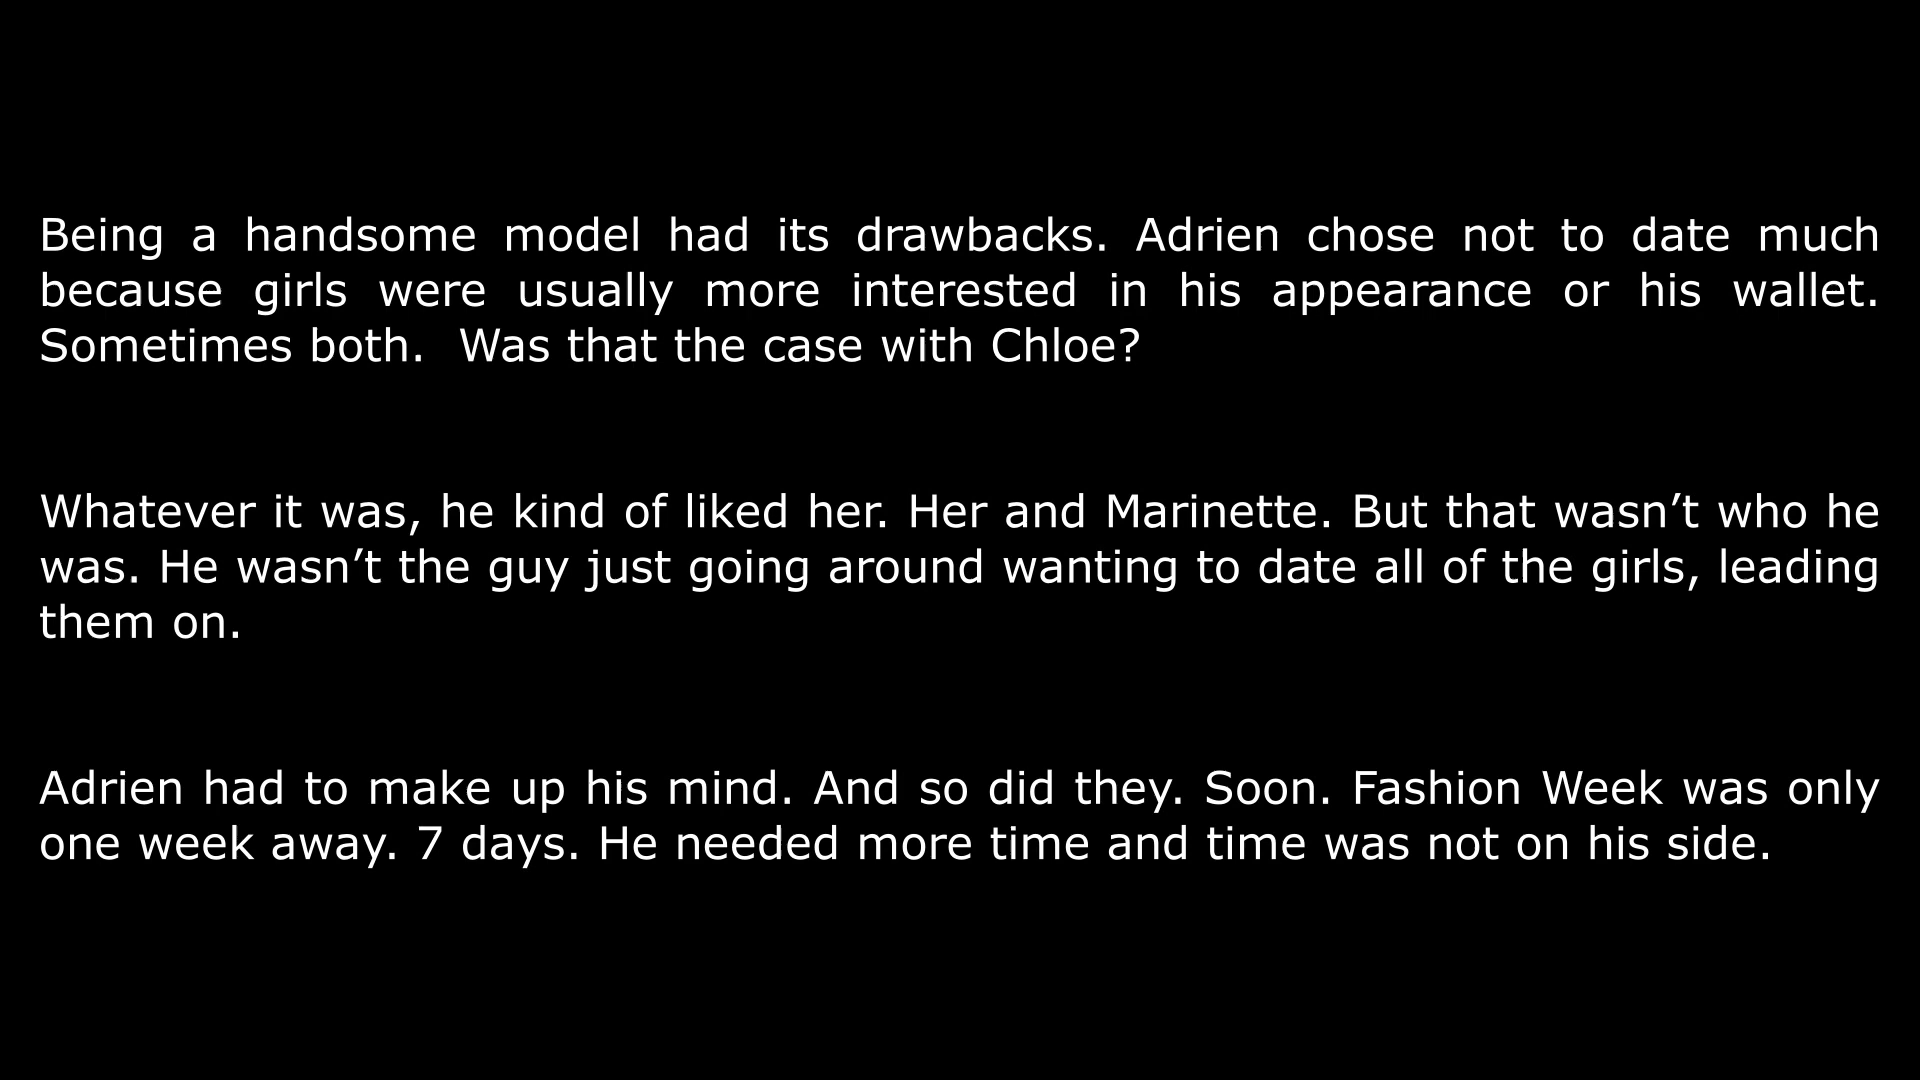 Being a handsome model had its drawbacks. Adrien chose not to date much
because girls were usually more interested in his appearance or his wallet.
Sometimes both.  Was that the case with Chloe?
Whatever it was, he kind of liked her. Her and Marinette. But that wasn’t who he
was. He wasn’t the guy just going around wanting to date all of the girls, leading
them on.
Adrien had to make up his mind. And so did they. Soon. Fashion Week was only
one week away. 7 days. He needed more time and time was not on his side.